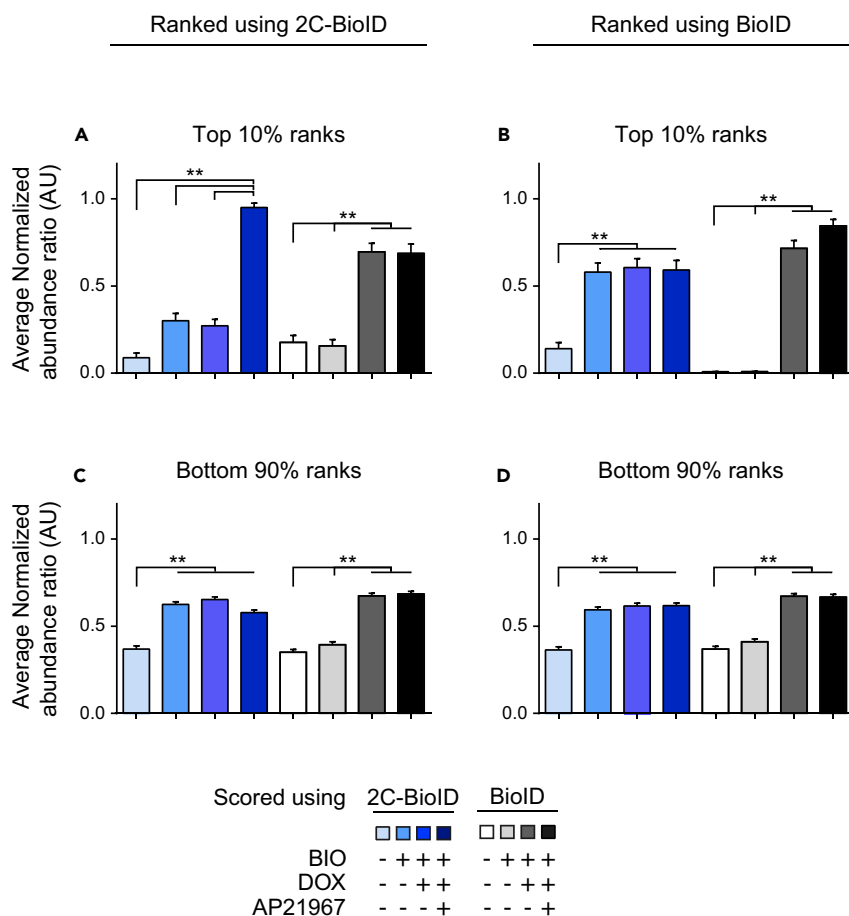 Ranked using 2C-BioID
Ranked using BioID
A Top 10% ranks
B Top 10% ranks
Average Normalized
abundance ratio (AU)
1.0
0.5
0.0
**
**
1.0
0.5
0.0
**
**
C Bottom 90% ranks
D Bottom 90% ranks
Average Normalized
abundance ratio (AU)
1.0
0.5
0.0
**
**
1.0
0.5
0.0
**
**
Scored using 2C-BioID BioID
BIO - + + + - + + +
DOX - - + + - - + +
AP21967 - - - + - - - +